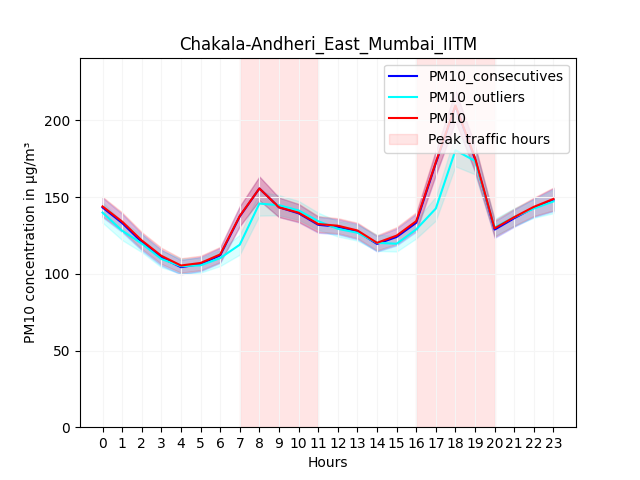 Chakala-Andheri_East_Mumbai_IITM
PM10_consecutives
PM10_outliers
PM10
Peak traffic hours
PM10 concentration in µg/m³
200
150
100
50
0
0 1 2 3 4 5 6 7 8 9 10 11 12 13 14 15 16 17 18 19 20 21 22 23
Hours